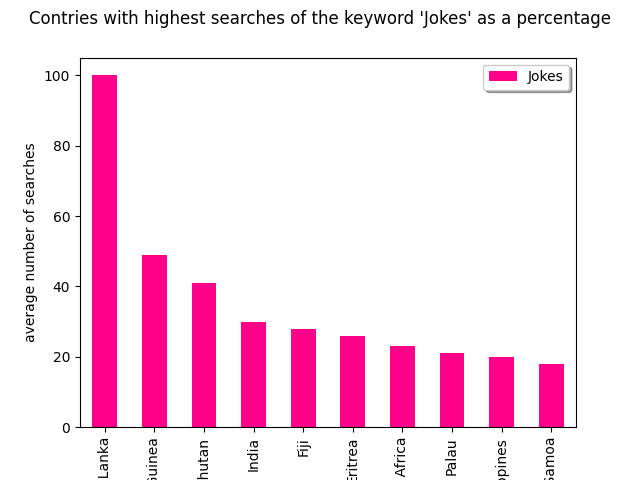 Contries with highest searches of the keyword 'Jokes' as a percentage
Jokes
average number of searches
100
80
60
40
20
0
Lanka
Guinea
hutan
India
Fiji
Eritrea
Africa
Palau
ppines
Samoa